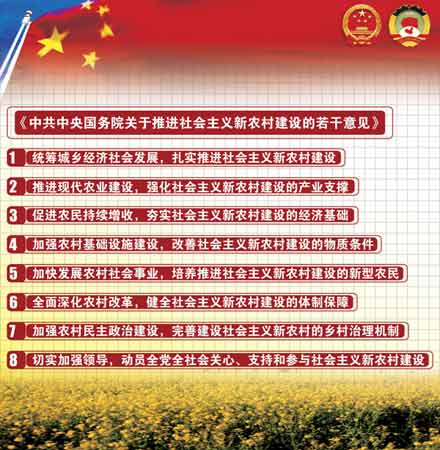 《中共中央国务院关于推进社会主义新农村建设的若干意见》
1 统筹城乡经济社会发展，扎实推进社会主义新农村建设
2 推进现代农业建设，强化社会主义新农村建设的产业支撑
3 促进农民持续增收，夯实社会主义新农村建设的经济基础
4 加强农村基础设施建设，改善社会主义新农村建设的物质条件
5 加快发展农村社会事业，培养推进社会主义新农村建设的新型农民
6 全面深化农村改革，健全社会主义新农村建设的体制保障
7 加强农村民主政治建设，完善建设社会主义新农村的乡村治理机制
8 切实加强领导，动员全党全社会关心、支持和参与社会主义新农村建设